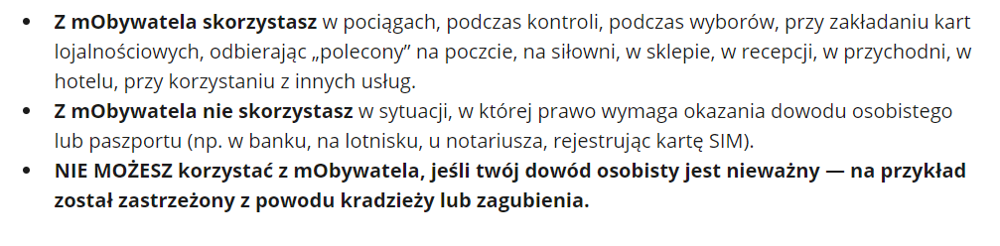 • Z mObywatela skorzystasz w pociągach, podczas kontroli, podczas wyborów, przy zakładaniu kart
lojalnościowych, odbierając „polecony” na poczcie, na siłowni, w sklepie, w recepcji, w przychodni, w
hotelu, przy korzystaniu z innych usług.
• Z mObywatela nie skorzystasz w sytuacji, w której prawo wymaga okazania dowodu osobistego
lub paszportu (np. w banku, na lotnisku, u notariusza, rejestrując kartę SIM).
• NIE MOŻESZ korzystać z mObywatela, jeśli twój dowód osobisty jest nieważny — na przykład
został zastrzeżony z powodu kradzieży lub zagubienia.